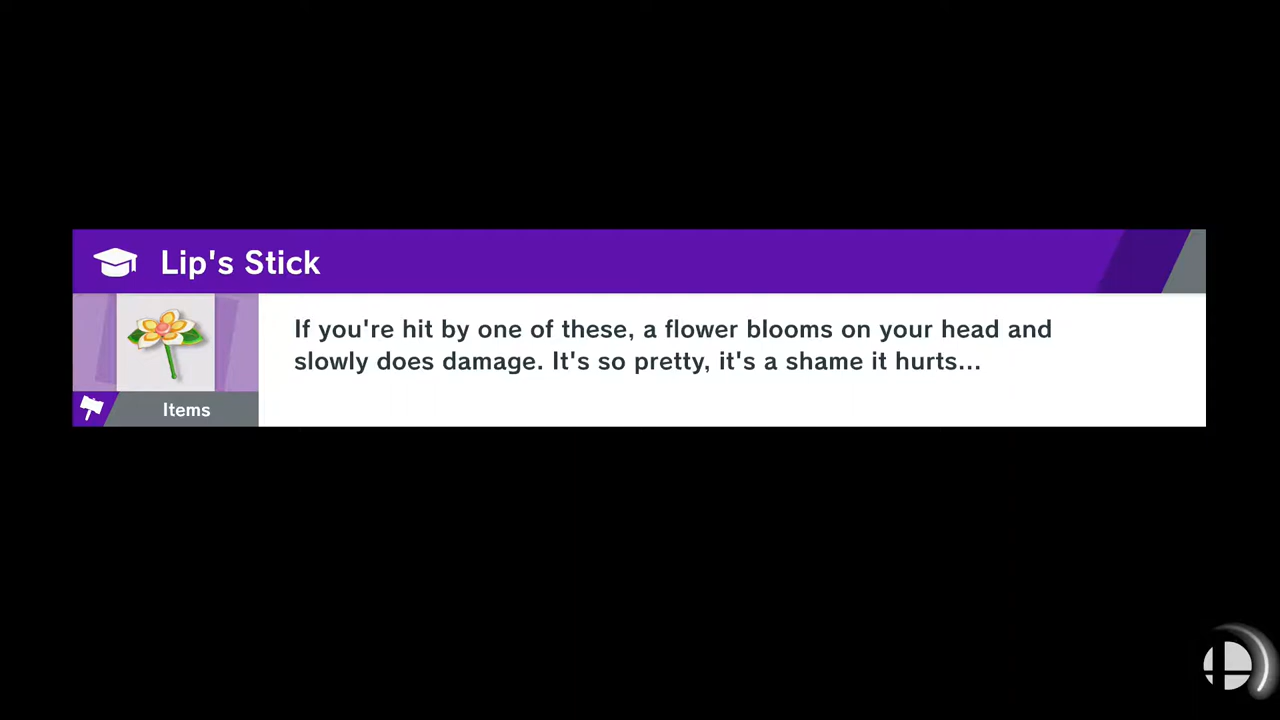 Lip's Stick
If you're hit by one of these, a flower blooms on your head and
slowly does damage. It's so pretty, it's a shame it hurts...
Items